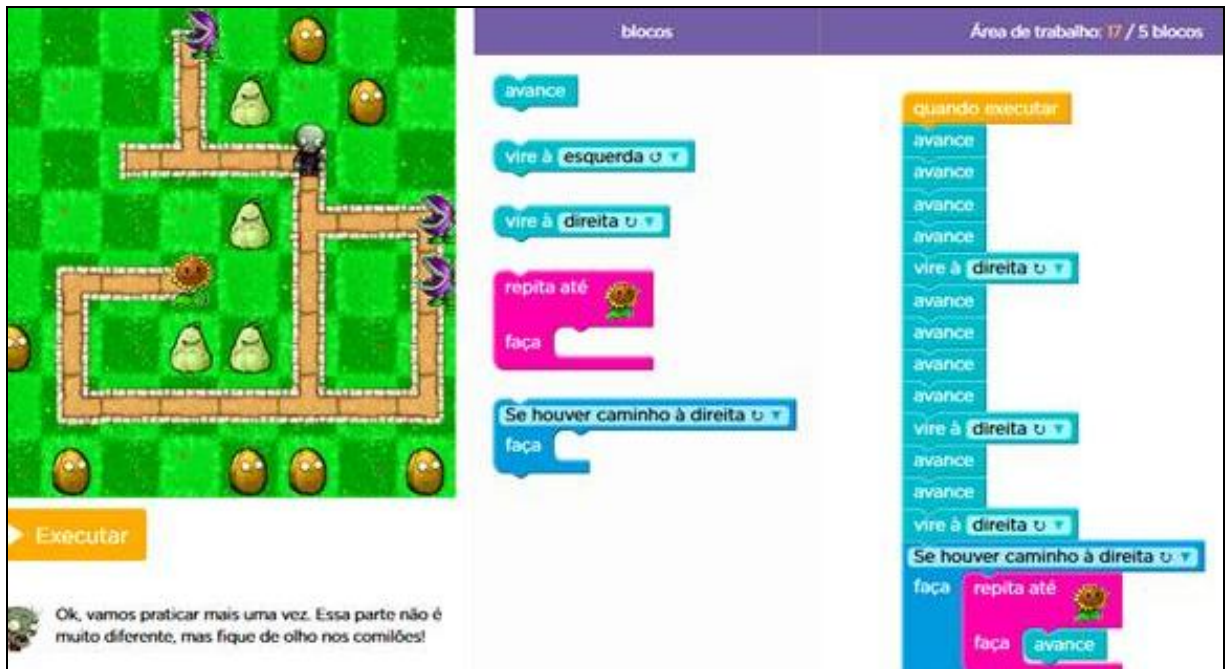 blocos
Área de trabalho: 17 / 5 blocos
avance
vire à esquerda ↺ ▼
vire à direita ↻ ▼
repita até
faça
Se houver caminho à direita ↻ ▼
faça
quando executar
avance
avance
avance
avance
vire à direita ↻ ▼
avance
avance
avance
avance
vire à direita ↻ ▼
avance
avance
vire à direita ↻ ▼
Se houver caminho à direita ↻ ▼
faça repita até
faça avance
Executar
Ok, vamos praticar mais uma vez. Essa parte não é
muito diferente, mas fique de olho nos comilões!